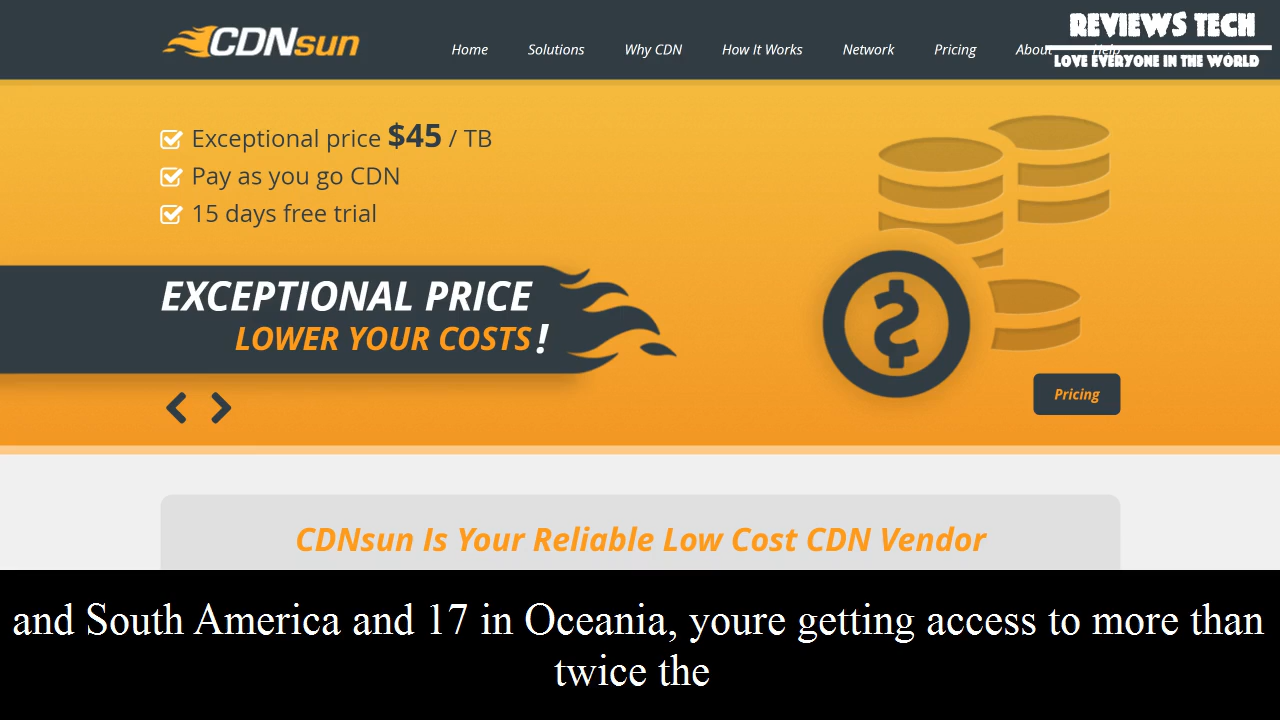 CDNsun
Home Solutions Why CDN How It Works Network Pricing About Help
REVIEWS TECH
LOVE EVERYONE IN THE WORLD
Exceptional price $45 / TB
Pay as you go CDN
15 days free trial
EXCEPTIONAL PRICE
LOWER YOUR COSTS!
Pricing
CDNsun Is Your Reliable Low Cost CDN Vendor
and South America and 17 in Oceania, youre getting access to more than
twice the